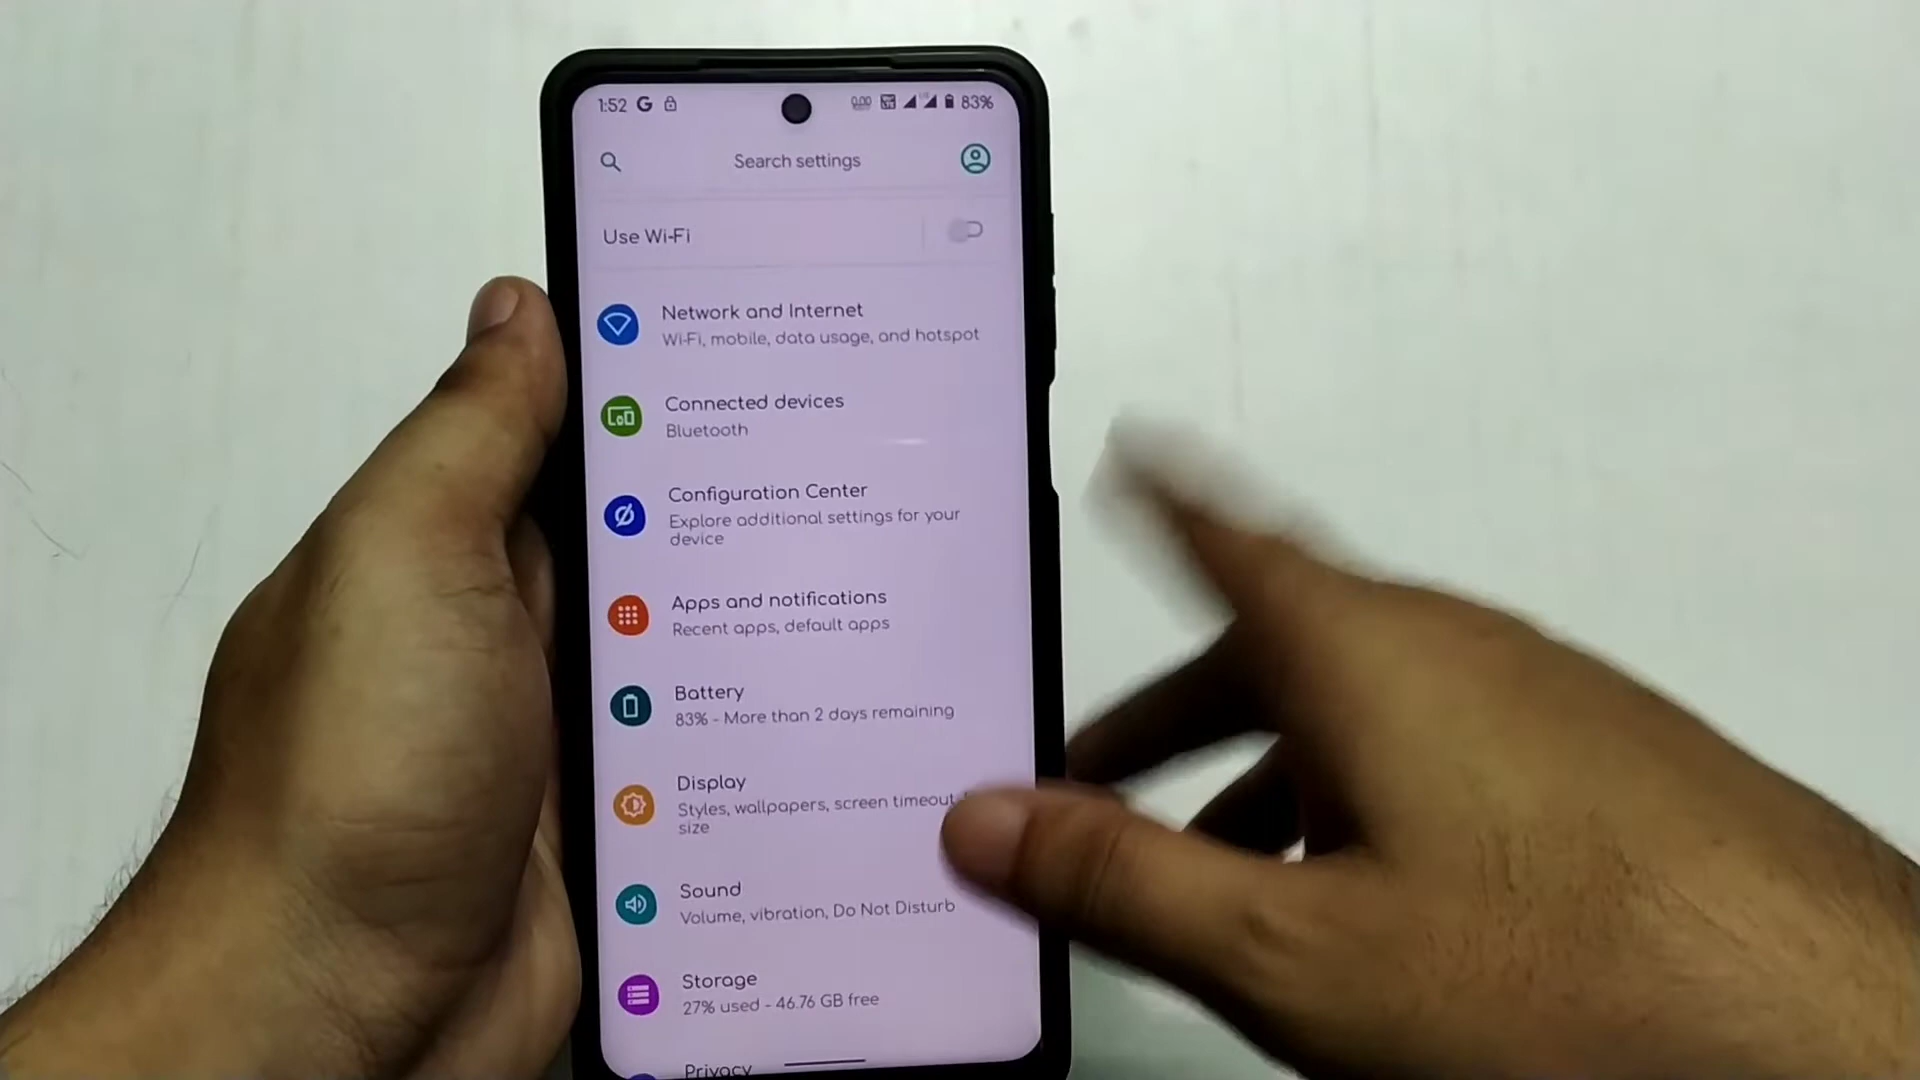 1:52 G 83%
Search settings
Use Wi-Fi
Network and Internet
Wi-Fi, mobile, data usage, and hotspot
Connected devices
Bluetooth
Configuration Center
Explore additional settings for your
device
Apps and notifications
Recent apps, default apps
Battery
83% - More than 2 days remaining
Display
Styles, wallpapers, screen timeout,
size
Sound
Volume, vibration, Do Not Disturb
Storage
27% used - 46.76 GB free
Privacy